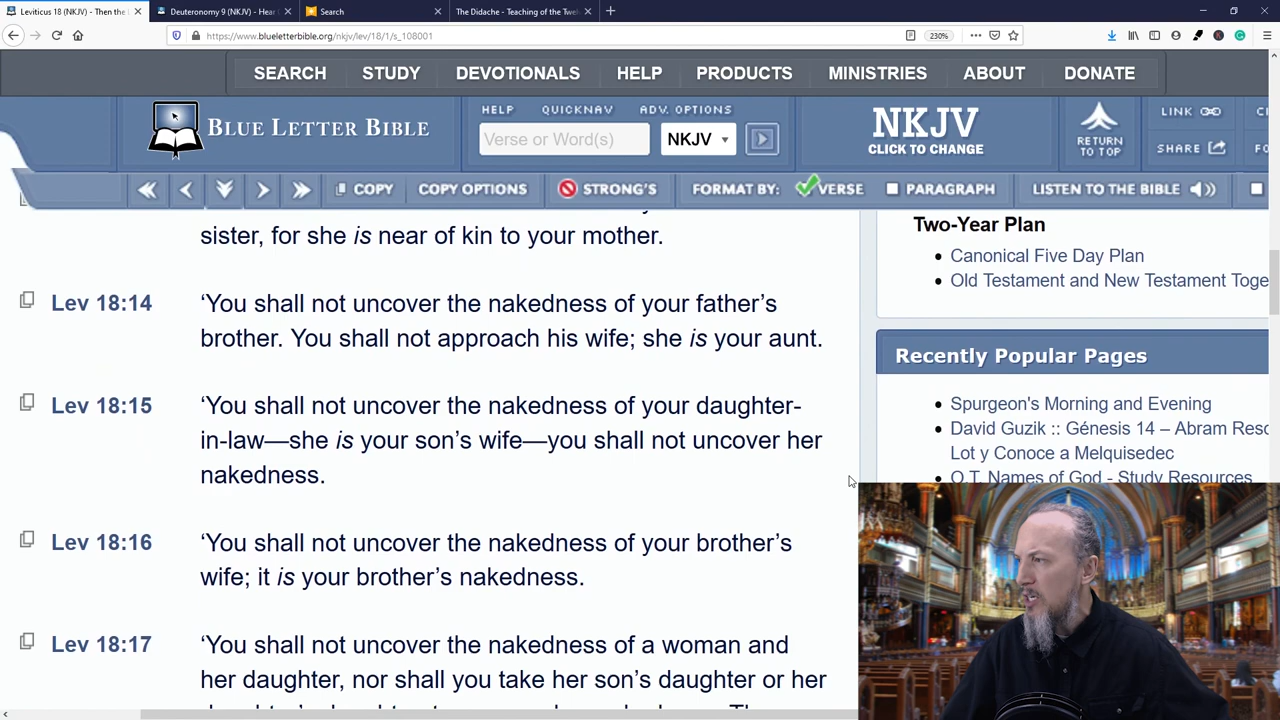 Leviticus 18 (NKJV) - Then the
Deuteronomy 9 (NKJV) - Hear
Search
The Didache - Teaching of the Twe
https://www.blueletterbible.org/nkjv/lev/18/1/s_108001
230%
SEARCH STUDY DEVOTIONALS HELP PRODUCTS MINISTRIES ABOUT DONATE
HELP QUICKNAV ADV. OPTIONS
BLUE LETTER BIBLE
Verse or Word(s)
NKJV
NKJV
CLICK TO CHANGE
RETURN
TO TOP
LINK
SHARE
COPY COPY OPTIONS STRONG'S FORMAT BY: VERSE PARAGRAPH LISTEN TO THE BIBLE
sister, for she is near of kin to your mother.
Lev 18:14 ‘You shall not uncover the nakedness of your father’s
brother. You shall not approach his wife; she is your aunt.
Lev 18:15 ‘You shall not uncover the nakedness of your daughter-
in-law—she is your son’s wife—you shall not uncover her
nakedness.
Lev 18:16 ‘You shall not uncover the nakedness of your brother’s
wife; it is your brother’s nakedness.
Lev 18:17 ‘You shall not uncover the nakedness of a woman and
her daughter, nor shall you take her son’s daughter or her
Two-Year Plan
Canonical Five Day Plan
Old Testament and New Testament Toge
Recently Popular Pages
Spurgeon's Morning and Evening
David Guzik :: Génesis 14 – Abram Resc
Lot y Conoce a Melquisedec
O.T. Names of God - Study Resources